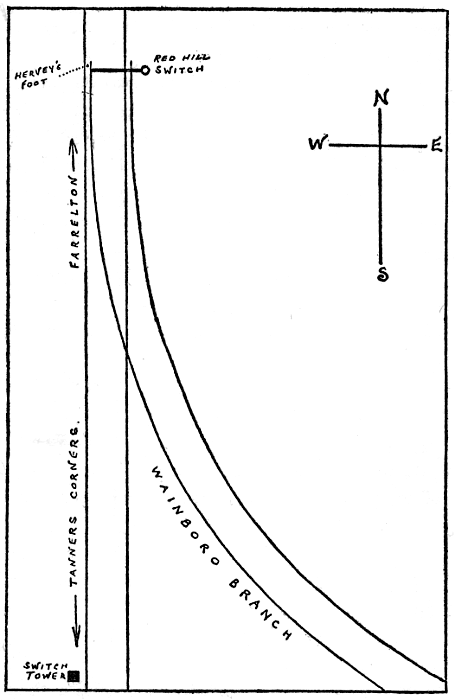 RED HILL
SWITCH
HERVEY'S
FOOT
N
W
E
S
FARRELTON
TANNERS CORNERS.
WAINBORO BRANCH
SWITCH
TOWER